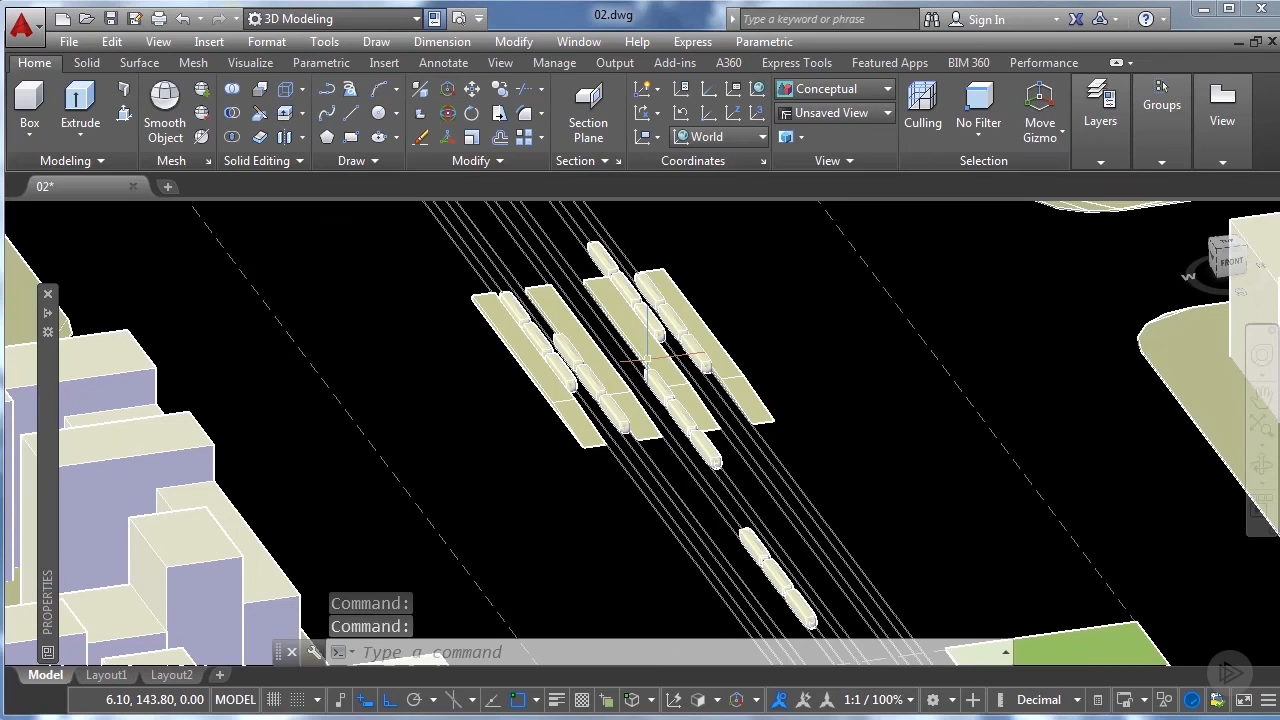 3D Modeling
02.dwg
Type a keyword or phrase
Sign In
File Edit View Insert Format Tools Draw Dimension Modify Window Help Express Parametric
Home Solid Surface Mesh Visualize Parametric Insert Annotate View Manage Output Add-ins A360 Express Tools Featured Apps BIM 360 Performance
Box
Extrude
Smooth
Object
Section
Plane
World
Conceptual
Unsaved View
Culling
No Filter
Move
Gizmo
Layers
Groups
View
Modeling Mesh Solid Editing Draw Modify Section Coordinates View Selection
02*
TOP
FRONT
W
PROPERTIES
Command:
Command:
Type a command
Model Layout1 Layout2
6.10, 143.80, 0.00 MODEL 1:1 / 100% Decimal